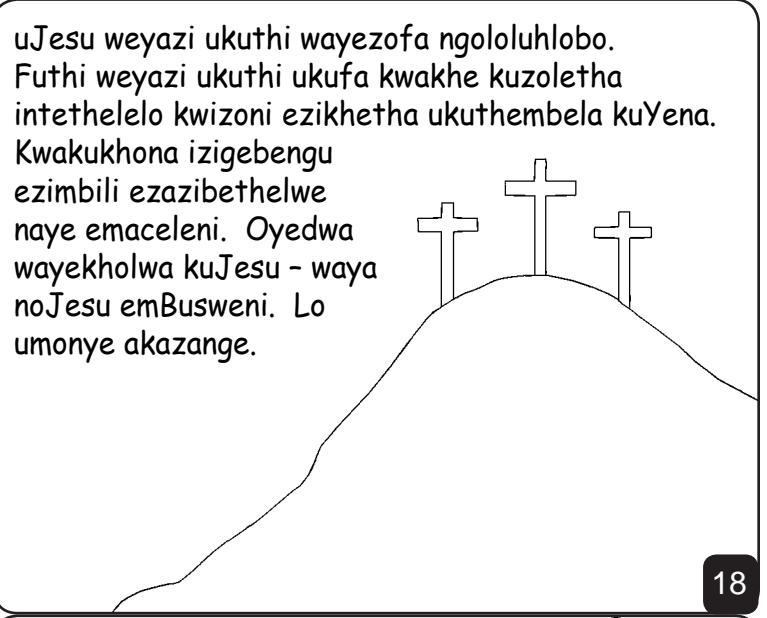 uJesu weyazi ukuthi wayezofa ngololuhlobo.
Futhi weyazi ukuthi ukufa kwakhe kuzoletha
intethelelo kwizoni ezikhetha ukuthembela kuYena.
Kwakukhona izigebengu
ezimbili ezazibethelwe
naye emaceleni. Oyedwa
wayekholwa kuJesu – waya
noJesu emBusweni. Lo
umonye akazange.
18